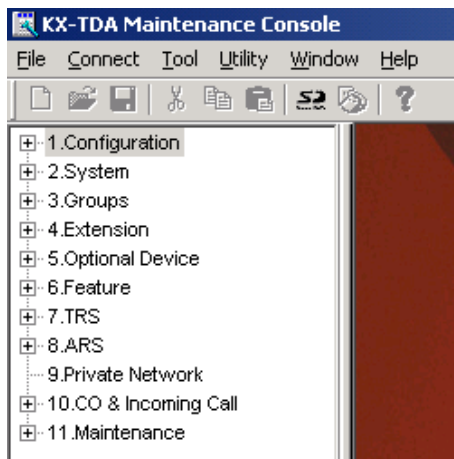 KX-TDA Maintenance Console
File Connect Tool Utility Window Help
1.Configuration
2.System
3.Groups
4.Extension
5.Optional Device
6.Feature
7.TRS
8.ARS
9.Private Network
10.CO & Incoming Call
11.Maintenance